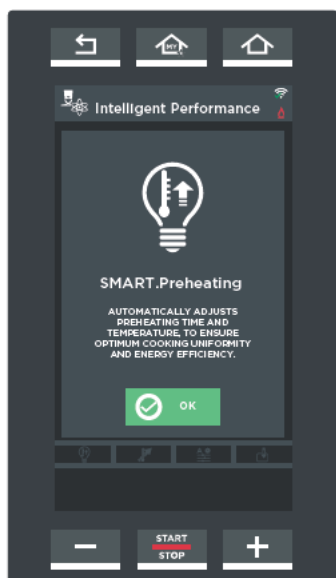 MY
Intelligent Performance
SMART.Preheating
AUTOMATICALLY ADJUSTS
PREHEATING TIME AND
TEMPERATURE, TO ENSURE
OPTIMUM COOKING UNIFORMITY
AND ENERGY EFFICIENCY.
OK
START
STOP